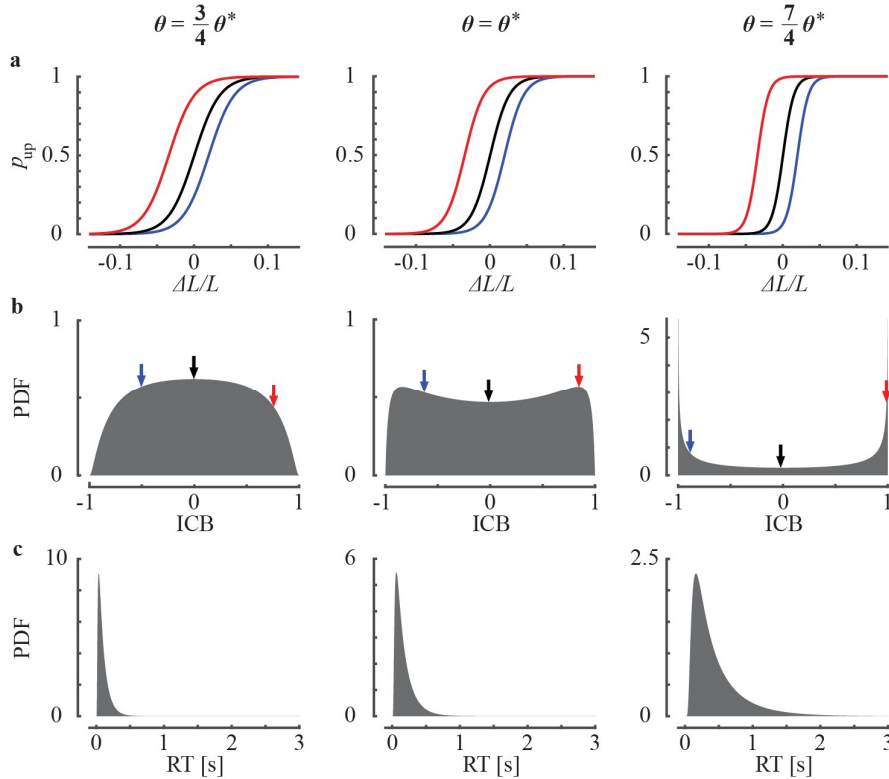 θ = 3/4 θ* θ = θ* θ = 7/4 θ*
a
1 1 1
p_up 0.5 0.5 0.5
0 0 0
-0.1 0 0.1 -0.1 0 0.1 -0.1 0 0.1
ΔL/L ΔL/L ΔL/L
b
1 1 5
PDF
0 0 0
-1 0 1 -1 0 1 -1 0 1
ICB ICB ICB
c
10 6 2.5
PDF
0 0 0
0 1 2 3 0 1 2 3 0 1 2 3
RT [s] RT [s] RT [s]